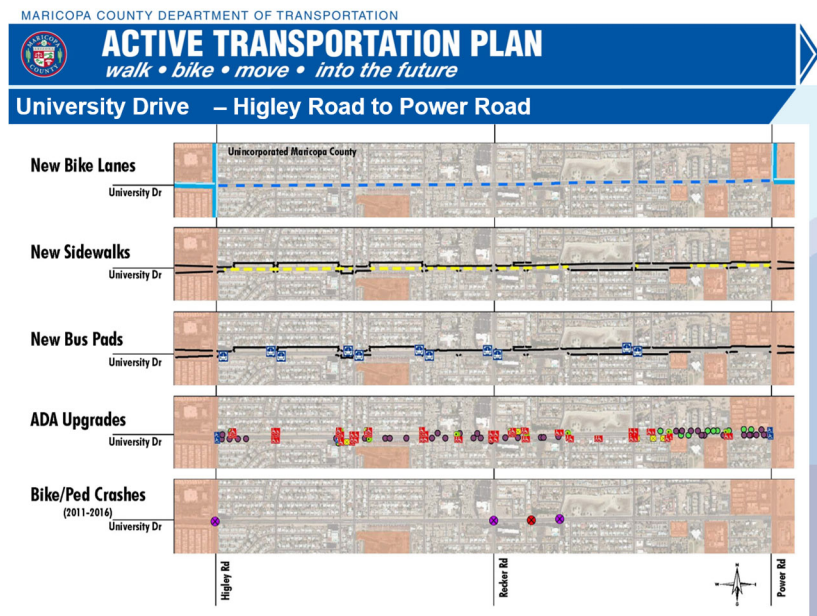 MARICOPA COUNTY DEPARTMENT OF TRANSPORTATION
MARICOPA
COUNTY
ACTIVE TRANSPORTATION PLAN
walk • bike • move • into the future
University Drive – Higley Road to Power Road
Unincorporated Maricopa County
New Bike Lanes
University Dr
New Sidewalks
University Dr
New Bus Pads
University Dr
ADA Upgrades
University Dr
Bike/Ped Crashes
(2011-2016)
University Dr
Higley Rd
Recker Rd
Power Rd